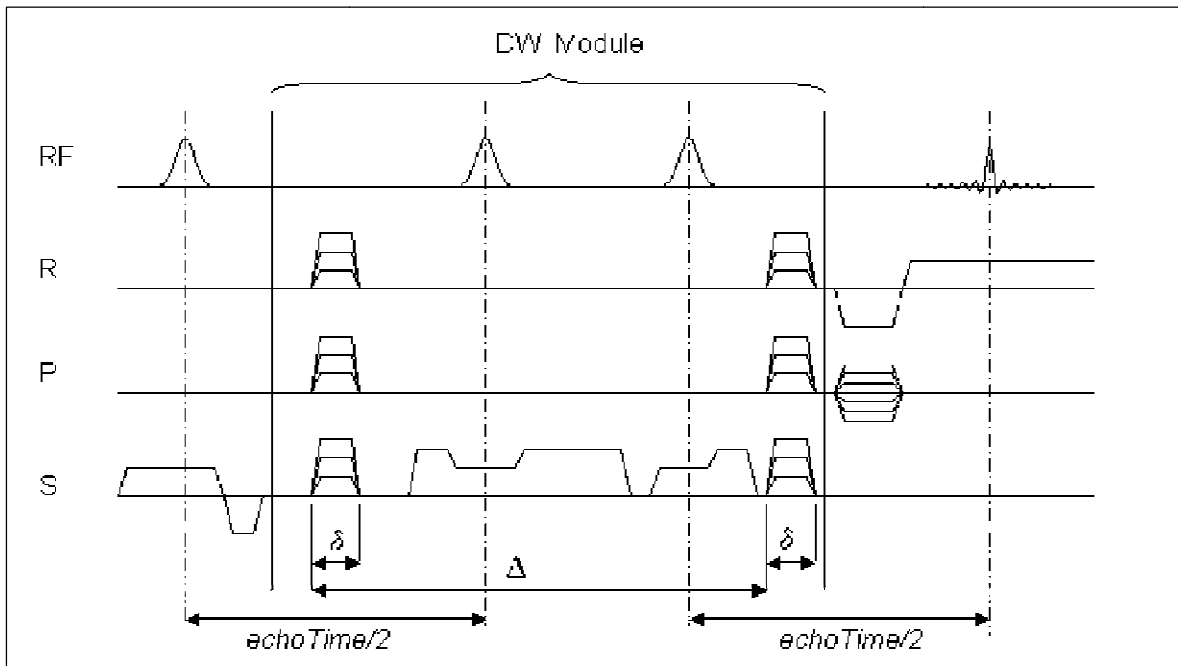 DW Module
RF
R
P
S
δ
δ
Δ
echoTime/2
echoTime/2